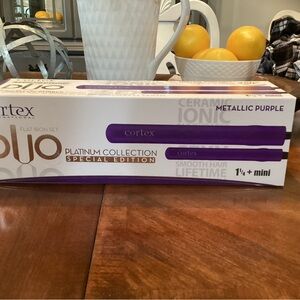 rtex
FLAT IRON SET
DUO
PLATINUM COLLECTION
SPECIAL EDITION
cortex
cortex
CERAMIC
IONIC
METALLIC PURPLE
SMOOTH HAIR
LIFETIME
1¼ + mini